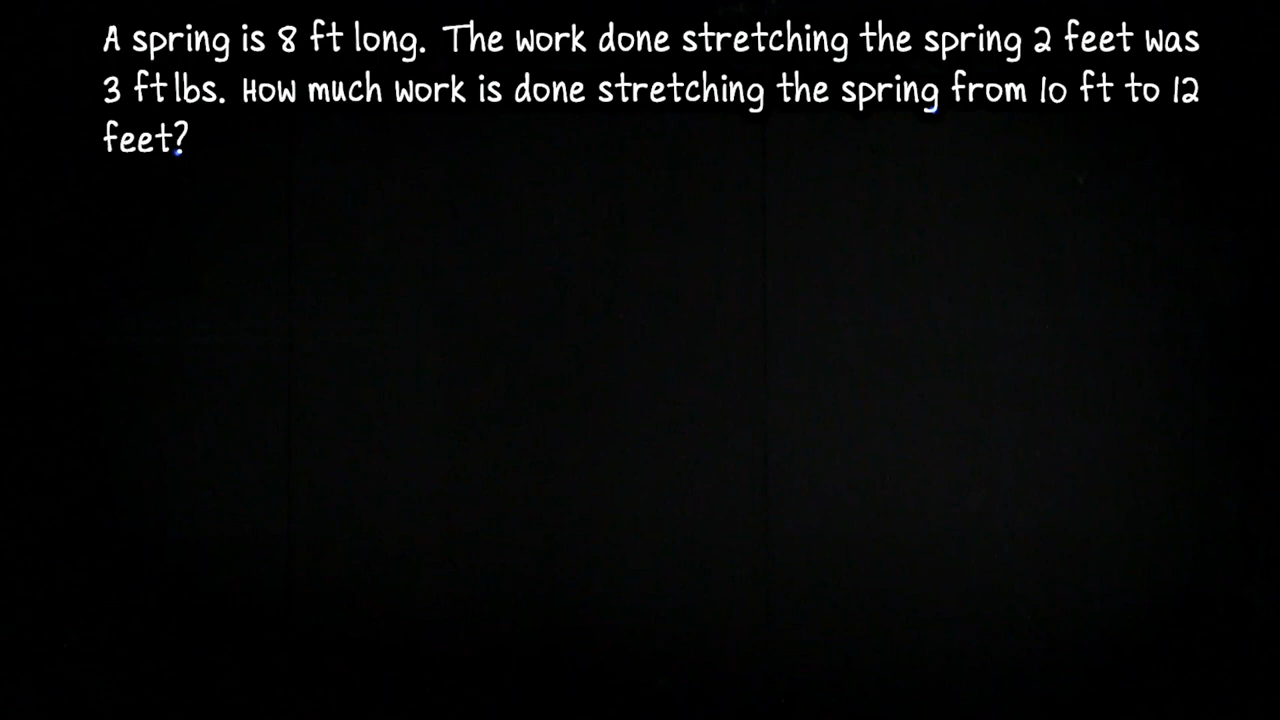 A spring is 8 ft long. The work done stretching the spring 2 feet was
3 ft lbs. How much work is done stretching the spring from 10 ft to 12
feet?